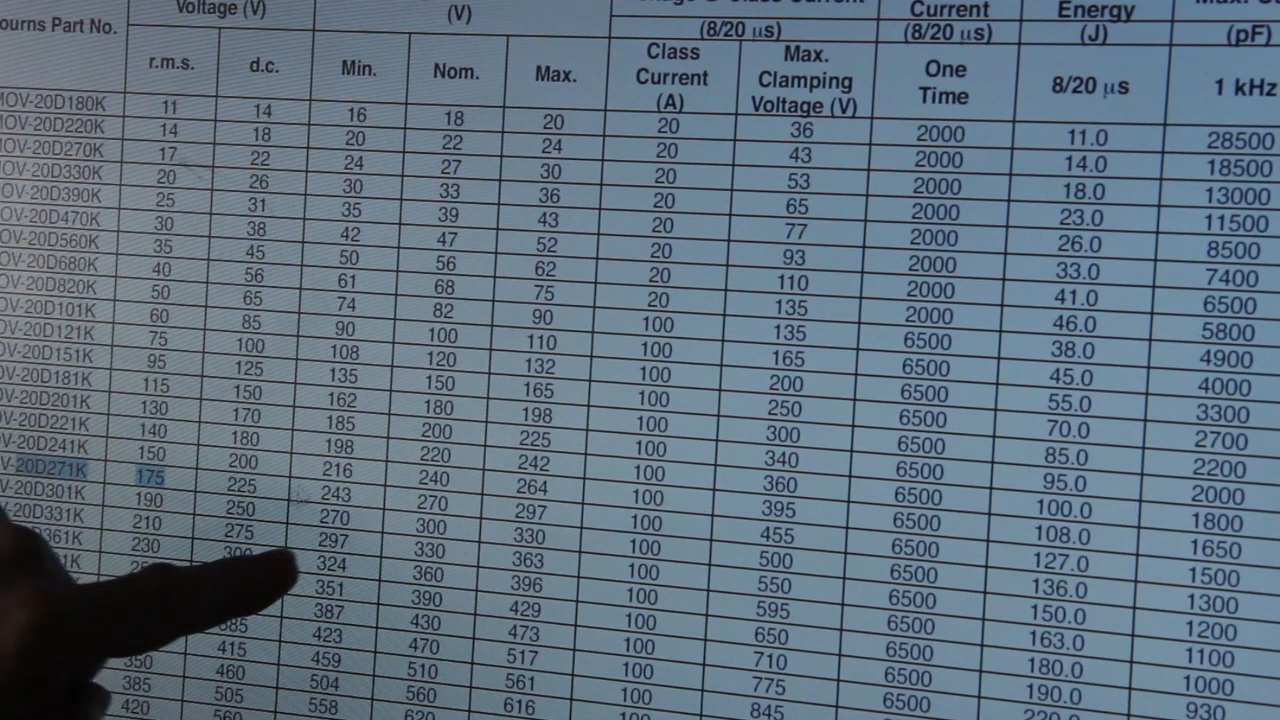 Voltage (V) (V) Current Energy
ourns Part No. (8/20 µs) (8/20 µs) (J) (pF)
r.m.s. d.c. Min. Nom. Max. Class Current (A) Max. Clamping Voltage (V) One Time 8/20 µs 1 kHz
MOV-20D180K 11 14 16 18 20 20 36 2000 11.0 28500
MOV-20D220K 14 18 20 22 24 20 43 2000 14.0 18500
MOV-20D270K 17 22 24 27 30 20 53 2000 18.0 13000
MOV-20D330K 20 26 30 33 36 20 65 2000 23.0 11500
OV-20D390K 25 31 35 39 43 20 77 2000 26.0 8500
OV-20D470K 30 38 42 47 52 20 93 2000 33.0 7400
OV-20D560K 35 45 50 56 62 20 110 2000 41.0 6500
OV-20D680K 40 56 61 68 75 20 135 2000 46.0 5800
OV-20D820K 50 65 74 82 90 100 135 6500 38.0 4900
OV-20D101K 60 85 90 100 110 100 165 6500 45.0 4000
OV-20D121K 75 100 108 120 132 100 200 6500 55.0 3300
OV-20D151K 95 125 135 150 165 100 250 6500 70.0 2700
OV-20D181K 115 150 162 180 198 100 300 6500 85.0 2200
OV-20D201K 130 170 185 200 225 100 340 6500 95.0 2000
OV-20D221K 140 180 198 220 242 100 360 6500 100.0 1800
V-20D241K 150 200 216 240 264 100 395 6500 108.0 1650
V-20D271K 175 225 243 270 297 100 455 6500 127.0 1500
V-20D301K 190 250 270 300 330 100 500 6500 136.0 1300
V-20D331K 210 275 297 330 363 100 550 6500 150.0 1200
361K 230 300 324 360 396 100 595 6500 163.0 1100
1K 351 390 429 100 650 6500 180.0 1000
387 430 473 100 710 6500 190.0 930
385 423 470 517 100 775 6500
415 459 510 561 100 845
350 460 504 560 616
385 505 558 620
420 560